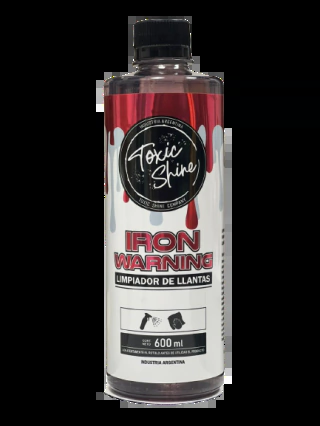 INDUSTRIA ARGENTINA
Toxic
Shine
TOXIC SHINE COMPANY
IRON
WARNING
LIMPIADOR DE LLANTAS
600 ml
INDUSTRIA ARGENTINA